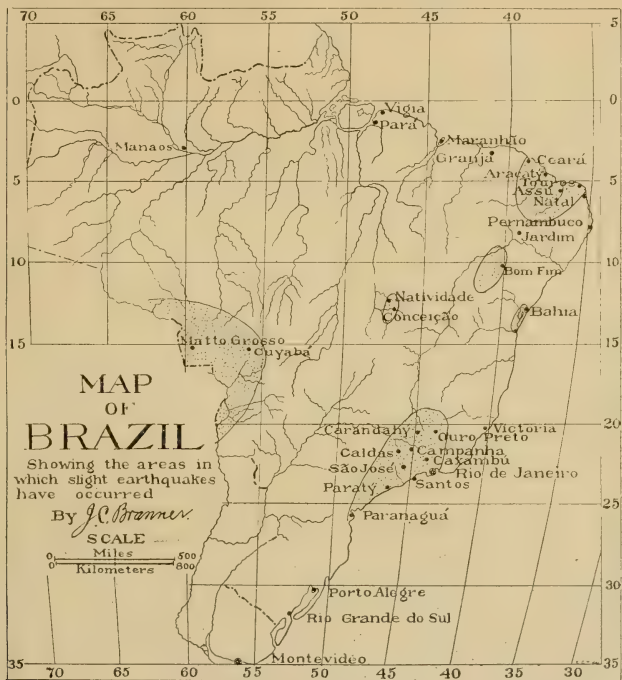 70 65 60 55 50 45 40 35 5
0 0
Vigia
Pará
Manaos
Maranhão
Granja Ceará
Aracaty
5 Touros 5
Assu
Natal
Pernambuco
Jardim
10 Bom Fim 10
Natividade
Conceição Bahia
15 Matto Grosso 15
Cuyabá
MAP
OF
BRAZIL
Showing the areas in
which slight earthquakes
have occurred
By J.C. Branner.
SCALE
Miles
0 500
Kilometers
0 800
20
Carandahy Victoria
Ouro Preto
Caldas Campanha
Caxambú
São José Rio de Janeiro
Paratý Santos
25
Paranaguá
30
Porto Alegre
Rio Grande do Sul
35 Montevideo 35
70 65 60 55 50 45 40 35 30